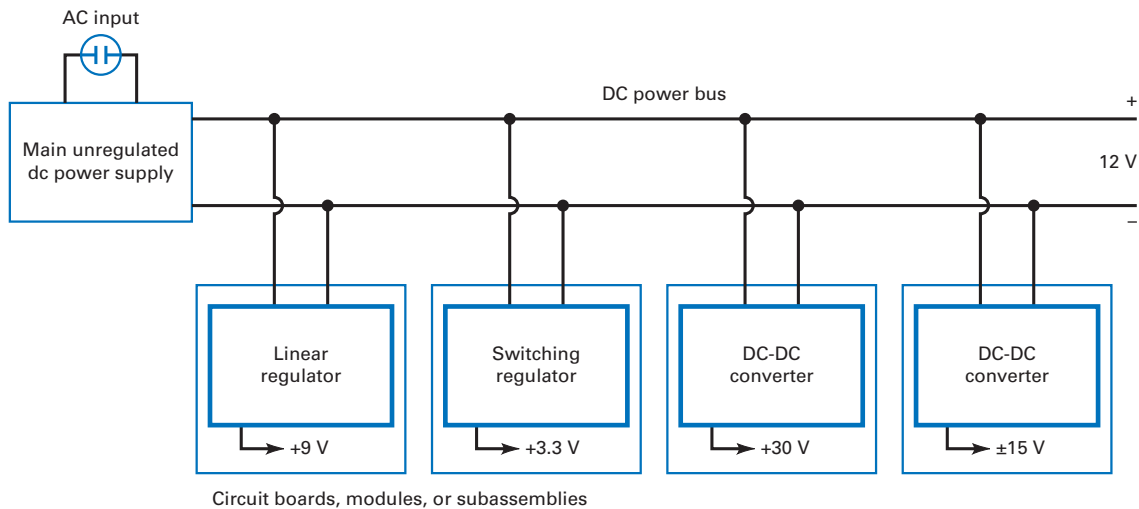 AC input
DC power bus
+
Main unregulated
dc power supply
12 V
–
Linear
regulator
Switching
regulator
DC-DC
converter
DC-DC
converter
+9 V
+3.3 V
+30 V
±15 V
Circuit boards, modules, or subassemblies